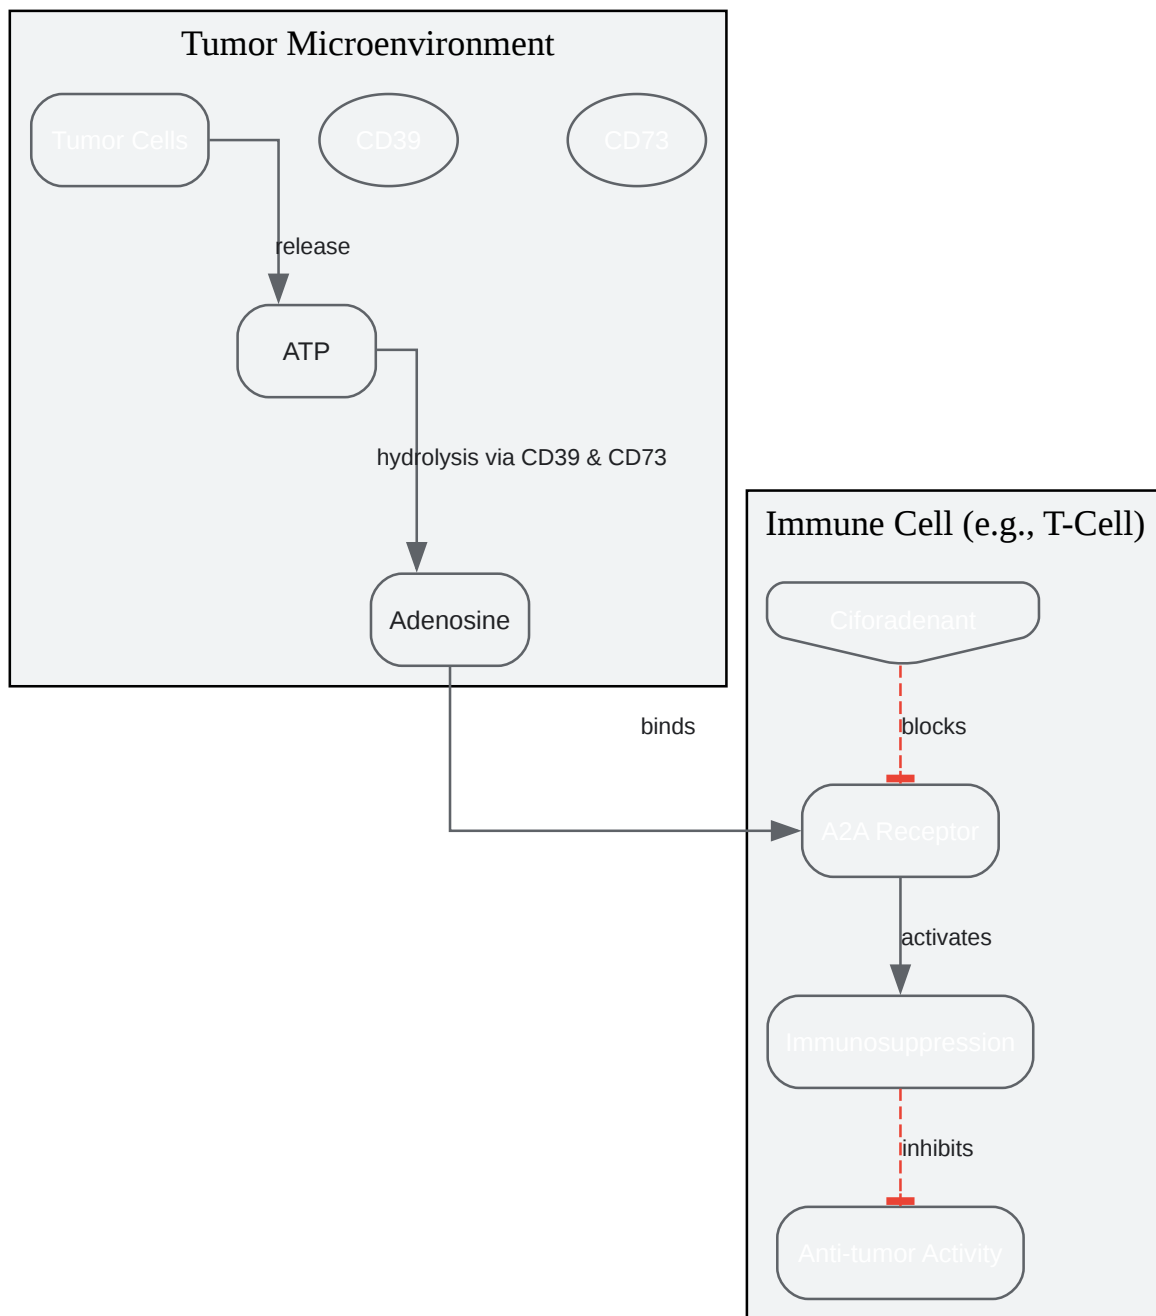 Tumor Microenvironment
Tumor Cells
CD39
CD73
release
ATP
hydrolysis via CD39 & CD73
Adenosine
binds
Immune Cell (e.g., T-Cell)
Ciforadenant
blocks
A2A Receptor
activates
Immunosuppression
inhibits
Anti-tumor Activity